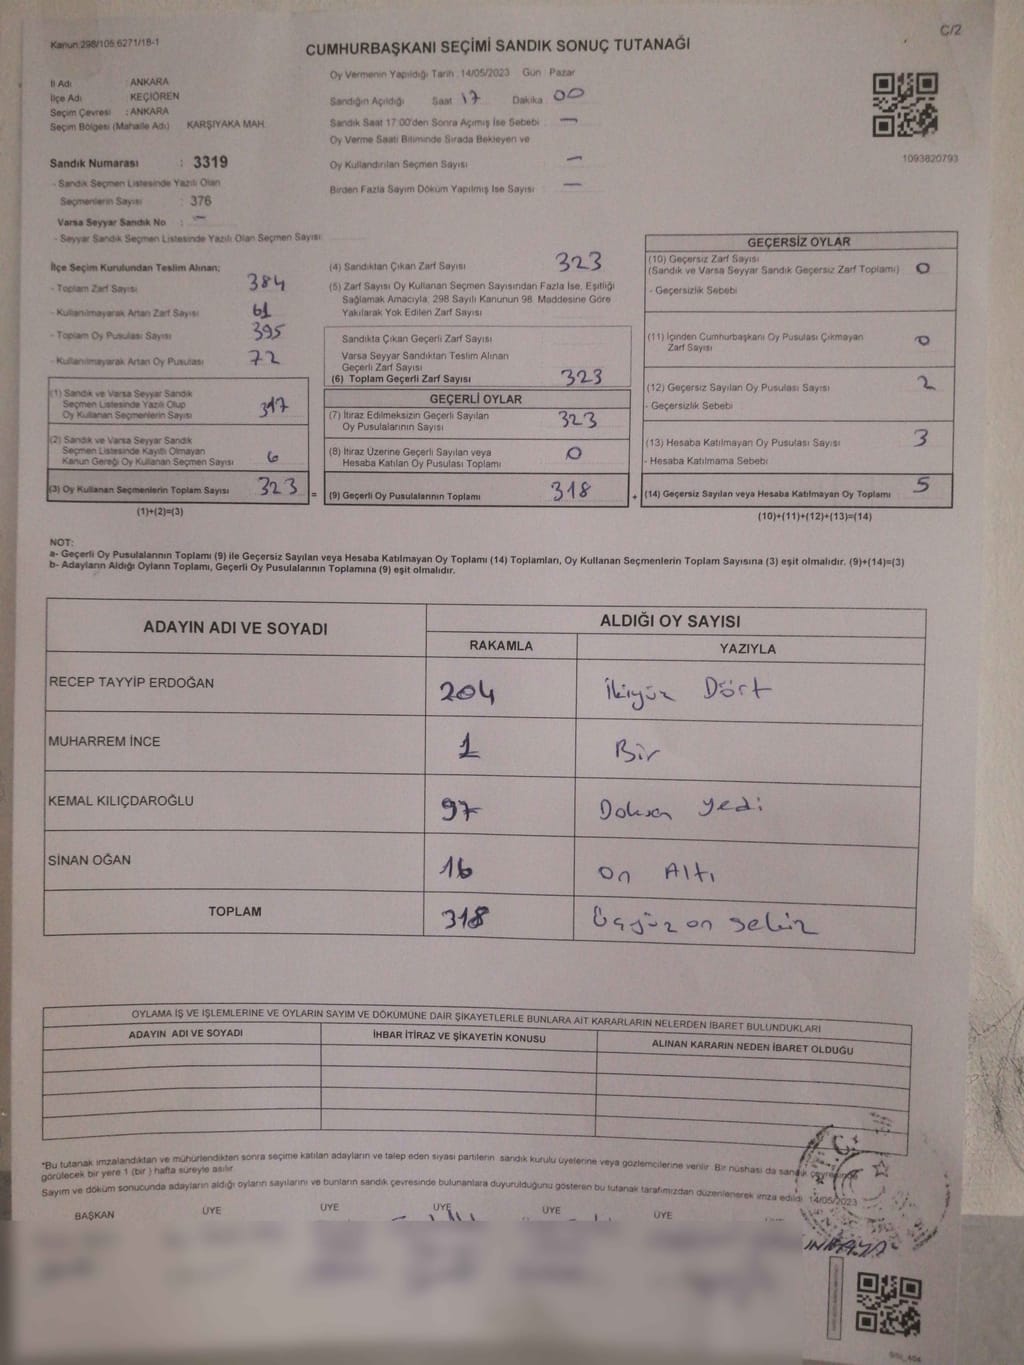 Kanun:298/105,6271/18-1
C/2
CUMHURBAŞKANI SEÇİMİ SANDIK SONUÇ TUTANAĞI
İl Adı : ANKARA
İlçe Adı : KEÇİÖREN
Seçim Çevresi : ANKARA
Seçim Bölgesi (Mahalle Adı) KARŞIYAKA MAH.
Oy Vermenin Yapıldığı Tarih :14/05/2023 Gün : Pazar
Sandığın Açıldığı Saat 17 Dakika 00
Sandık Saat 17:00'den Sonra Açımış İse Sebebi : —
Oy Verme Saati Bitiminde Sırada Bekleyen ve
Oy Kullandırılan Seçmen Sayısı —
Birden Fazla Sayım Döküm Yapılmış İse Sayısı : —
1093820793
Sandık Numarası : 3319
- Sandık Seçmen Listesinde Yazılı Olan
Seçmenlerin Sayısı : 376
Varsa Seyyar Sandık No : —
- Seyyar Sandık Seçmen Listesinde Yazılı Olan Seçmen Sayısı:
İlçe Seçim Kurulundan Teslim Alınan;
- Toplam Zarf Sayısı 384
- Kullanılmayarak Artan Zarf Sayısı 61
- Toplam Oy Pusulası Sayısı 395
- Kullanılmayarak Artan Oy Pusulası 72
(1) Sandık ve Varsa Seyyar Sandık
Seçmen Listesinde Yazılı Olup
Oy Kullanan Seçmenlerin Sayısı 317
(2) Sandık ve Varsa Seyyar Sandık
Seçmen Listesinde Kayıtlı Olmayan
Kanun Gereği Oy Kullanan Seçmen Sayısı 6
(3) Oy Kullanan Seçmenlerin Toplam Sayısı 323
(1)+(2)=(3)
=
(4) Sandıktan Çıkan Zarf Sayısı 323
(5) Zarf Sayısı Oy Kullanan Seçmen Sayısından Fazla İse, Eşitliği
Sağlamak Amacıyla, 298 Sayılı Kanunun 98. Maddesine Göre
Yakılarak Yok Edilen Zarf Sayısı
Sandıkta Çıkan Geçerli Zarf Sayısı
Varsa Seyyar Sandıktan Teslim Alınan
Geçerli Zarf Sayısı
(6) Toplam Geçerli Zarf Sayısı 323
GEÇERLİ OYLAR
(7) İtiraz Edilmeksizin Geçerli Sayılan
Oy Pusulalarının Sayısı 323
(8) İtiraz Üzerine Geçerli Sayılan veya
Hesaba Katılan Oy Pusulası Toplamı 0
(9) Geçerli Oy Pusulalarının Toplamı 318
+
GEÇERSİZ OYLAR
(10) Geçersiz Zarf Sayısı
(Sandık ve Varsa Seyyar Sandık Geçersiz Zarf Toplamı) 0
- Geçersizlik Sebebi
(11) İçinden Cumhurbaşkanı Oy Pusulası Çıkmayan
Zarf Sayısı 0
(12) Geçersiz Sayılan Oy Pusulası Sayısı 2
- Geçersizlik Sebebi
(13) Hesaba Katılmayan Oy Pusulası Sayısı 3
- Hesaba Katılmama Sebebi
(14) Geçersiz Sayılan veya Hesaba Katılmayan Oy Toplamı 5
(10)+(11)+(12)+(13)=(14)
NOT:
a- Geçerli Oy Pusulalarının Toplamı (9) ile Geçersiz Sayılan veya Hesaba Katılmayan Oy Toplamı (14) Toplamları, Oy Kullanan Seçmenlerin Toplam Sayısına (3) eşit olmalıdır. (9)+(14)=(3)
b- Adayların Aldığı Oyların Toplamı, Geçerli Oy Pusulalarının Toplamına (9) eşit olmalıdır.
ADAYIN ADI VE SOYADI
ALDIĞI OY SAYISI
RAKAMLA YAZIYLA
RECEP TAYYİP ERDOĞAN 204 İkiyüz Dört
MUHARREM İNCE 1 Bir
KEMAL KILIÇDAROĞLU 97 Doksan Yedi
SİNAN OĞAN 16 On Altı
TOPLAM 318 Üçyüz on sekiz
OYLAMA İŞ VE İŞLEMLERİNE VE OYLARIN SAYIM VE DÖKÜMÜNE DAİR ŞİKAYETLERLE BUNLARA AİT KARARLARIN NELERDEN İBARET BULUNDUKLARI
ADAYIN ADI VE SOYADI İHBAR İTİRAZ VE ŞİKAYETİN KONUSU ALINAN KARARIN NEDEN İBARET OLDUĞU
*Bu tutanak imzalandıktan ve mühürlendikten sonra seçime katılan adayların ve talep eden siyasi partilerin sandık kurulu üyelerine veya gözlemcilerine verilir. Bir nüshası da sandık çevresinde
görülecek bir yere 1 (bir ) hafta süreyle asılır.
Sayım ve döküm sonucunda adayların aldığı oyların sayılarını ve bunların sandık çevresinde bulunanlara duyurulduğunu gösteren bu tutanak tarafımızdan düzenlenerek imza edildi. 14/05/2023
BAŞKAN ÜYE ÜYE ÜYE ÜYE ÜYE